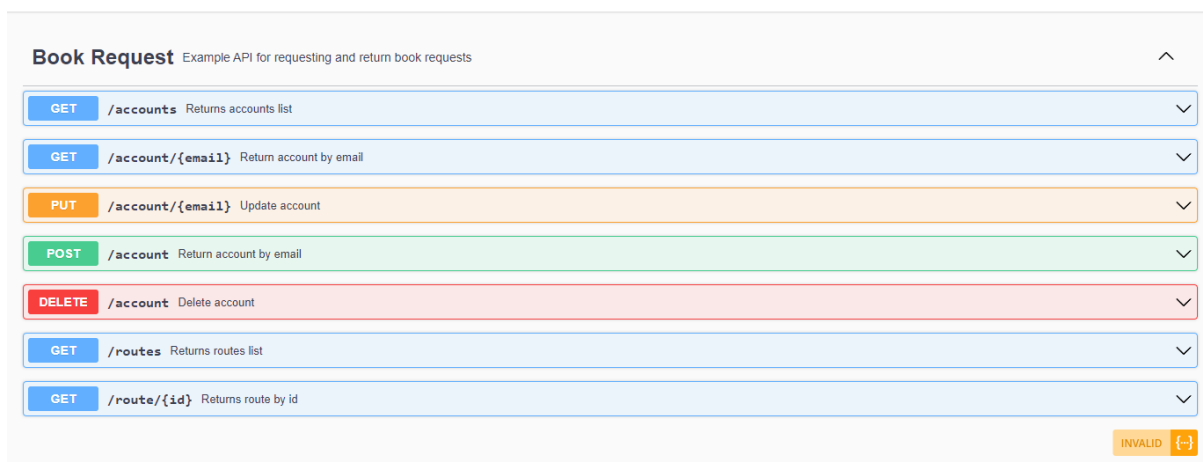 Book Request Example API for requesting and return book requests
GET /accounts Returns accounts list
GET /account/{email} Return account by email
PUT /account/{email} Update account
POST /account Return account by email
DELETE /account Delete account
GET /routes Returns routes list
GET /route/{id} Returns route by id
INVALID {...}